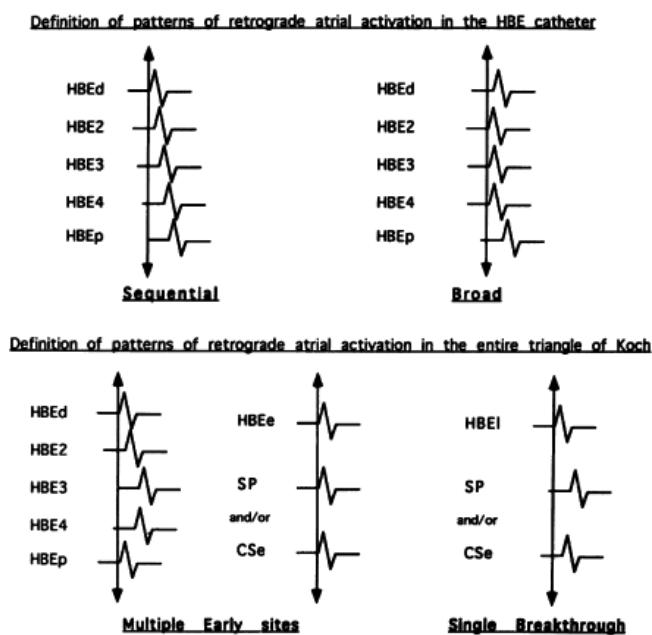 Definition of patterns of retrograde atrial activation in the HBE catheter
HBEd
HBE2
HBE3
HBE4
HBEp
Sequential
HBEd
HBE2
HBE3
HBE4
HBEp
Broad
Definition of patterns of retrograde atrial activation in the entire triangle of Koch
HBEd
HBE2
HBE3
HBE4
HBEp
HBEe
SP
and/or
CSe
Multiple Early sites
HBEl
SP
and/or
CSe
Single Breakthrough